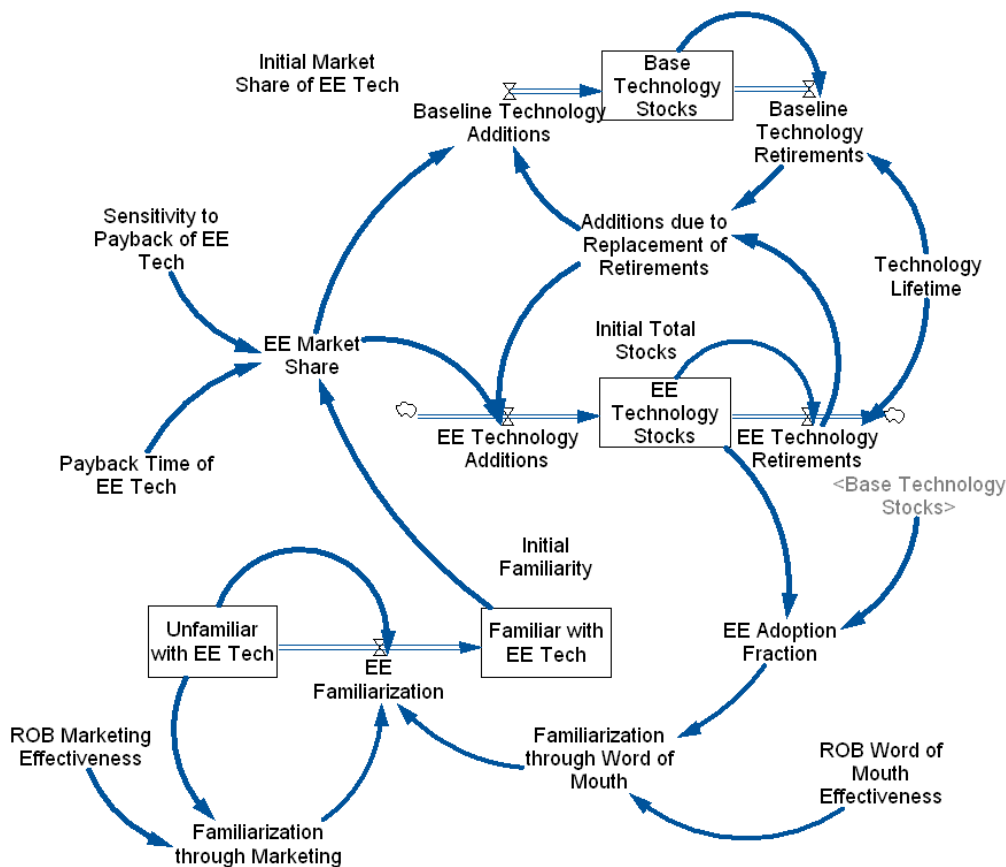 Initial Market
Share of EE Tech
Base
Technology
Stocks
Baseline Technology
Additions
Baseline
Technology
Retirements
Sensitivity to
Payback of EE
Tech
Additions due to
Replacement of
Retirements
Technology
Lifetime
EE Market
Share
Initial Total
Stocks
EE
Technology
Stocks
EE Technology
Additions
EE Technology
Retirements
Payback Time of
EE Tech
<Base Technology
Stocks>
Initial
Familiarity
Unfamiliar
with EE Tech
Familiar with
EE Tech
EE Adoption
Fraction
EE
Familiarization
ROB Marketing
Effectiveness
Familiarization
through Word of
Mouth
ROB Word of
Mouth
Effectiveness
Familiarization
through Marketing